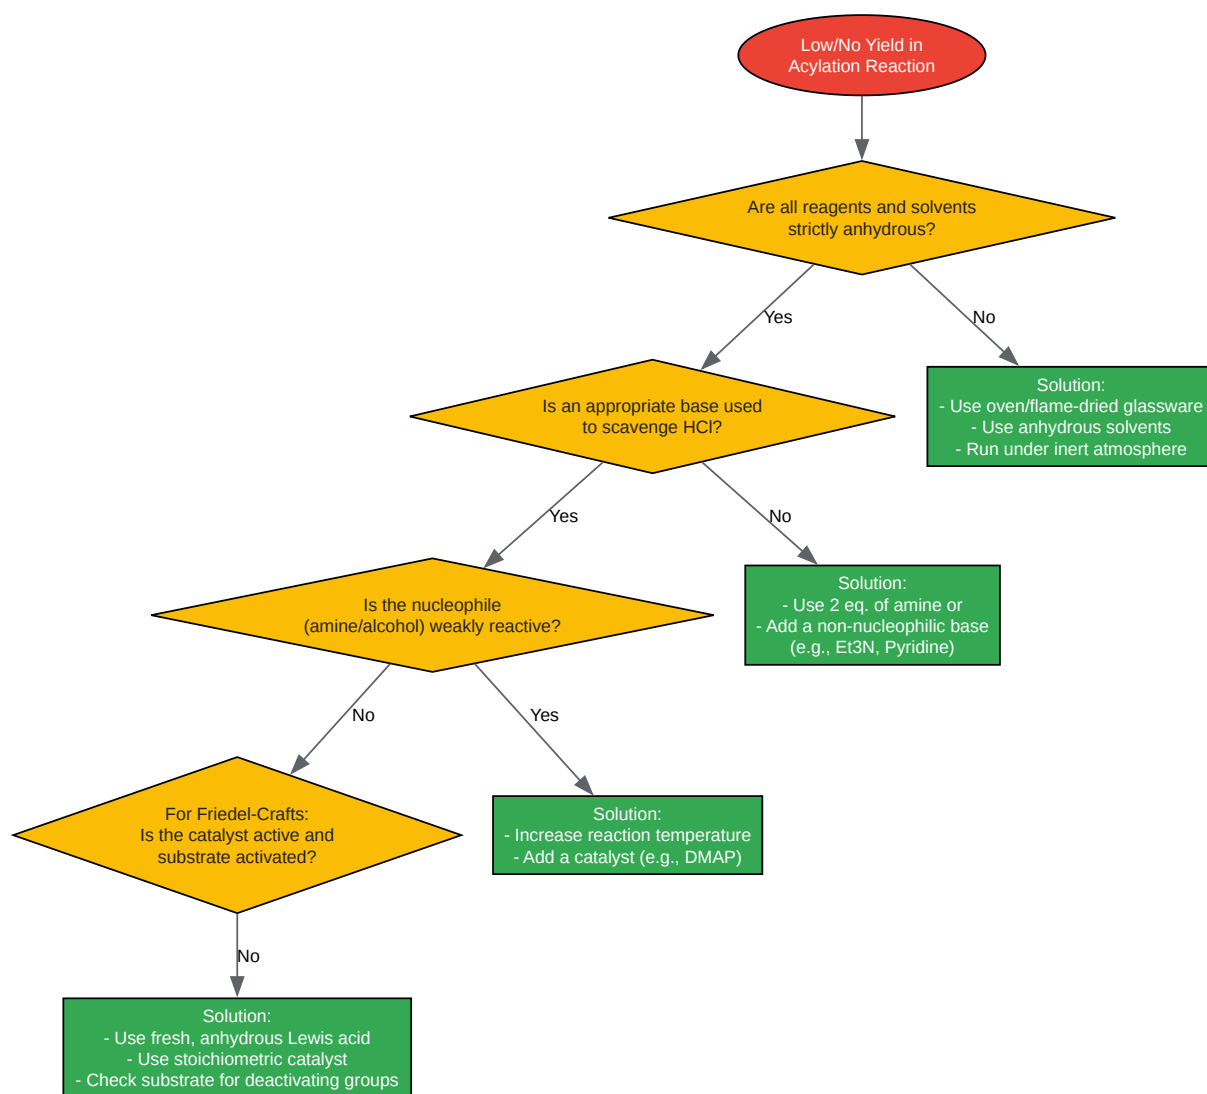 Low/No Yield in
Acylation Reaction
Are all reagents and solvents
strictly anhydrous?
Yes
No
Is an appropriate base used
to scavenge HCl?
Solution:
- Use oven/flame-dried glassware
- Use anhydrous solvents
- Run under inert atmosphere
Yes
No
Is the nucleophile
(amine/alcohol) weakly reactive?
Solution:
- Use 2 eq. of amine or
- Add a non-nucleophilic base
(e.g., Et3N, Pyridine)
No
Yes
For Friedel-Crafts:
Is the catalyst active and
substrate activated?
Solution:
- Increase reaction temperature
- Add a catalyst (e.g., DMAP)
No
Solution:
- Use fresh, anhydrous Lewis acid
- Use stoichiometric catalyst
- Check substrate for deactivating groups